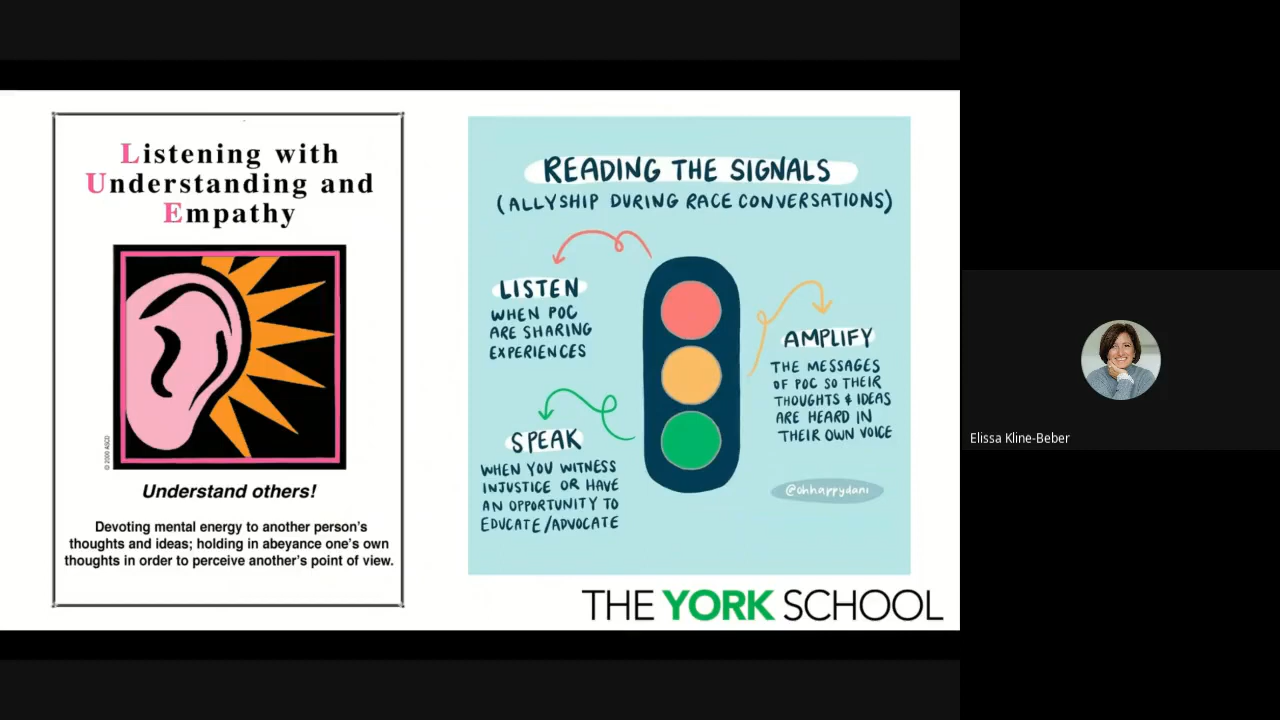 Listening with
Understanding and
Empathy
© 2000 ASCD
Understand others!
Devoting mental energy to another person's
thoughts and ideas; holding in abeyance one's own
thoughts in order to perceive another's point of view.
READING THE SIGNALS
(ALLYSHIP DURING RACE CONVERSATIONS)
LISTEN
WHEN POC
ARE SHARING
EXPERIENCES
AMPLIFY
THE MESSAGES
OF POC SO THEIR
THOUGHTS & IDEAS
ARE HEARD IN
THEIR OWN VOICE
SPEAK
WHEN YOU WITNESS
INJUSTICE OR HAVE
AN OPPORTUNITY TO
EDUCATE/ADVOCATE
@ohhappydani
THE YORK SCHOOL
Elissa Kline-Beber